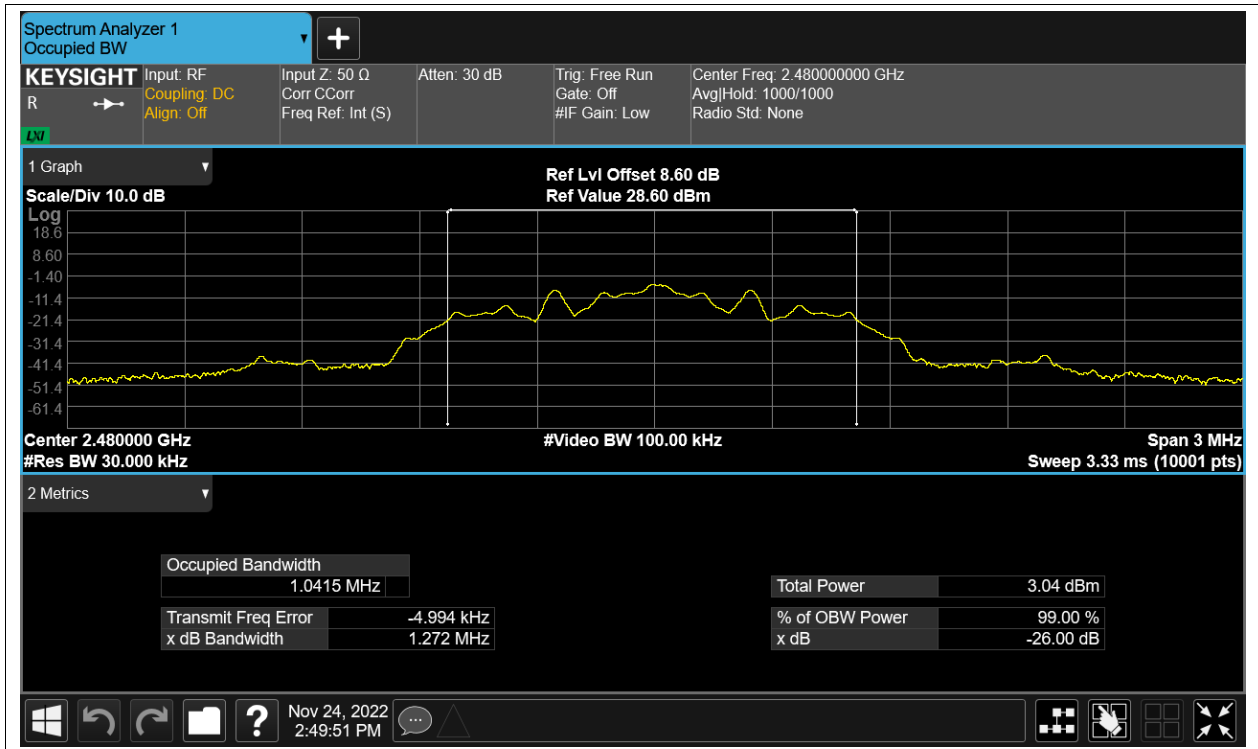 Spectrum Analyzer 1
Occupied BW
KEYSIGHT Input: RF Input Z: 50 Ω Atten: 30 dB Trig: Free Run Center Freq: 2.480000000 GHz
R Coupling: DC Corr CCorr Gate: Off Avg|Hold: 1000/1000
Align: Off Freq Ref: Int (S) #IF Gain: Low Radio Std: None
LXI
1 Graph
Ref Lvl Offset 8.60 dB
Scale/Div 10.0 dB Ref Value 28.60 dBm
Log
18.6
8.60
-1.40
-11.4
-21.4
-31.4
-41.4
-51.4
-61.4
Center 2.480000 GHz #Video BW 100.00 kHz Span 3 MHz
#Res BW 30.000 kHz Sweep 3.33 ms (10001 pts)
2 Metrics
Occupied Bandwidth
1.0415 MHz Total Power 3.04 dBm
Transmit Freq Error -4.994 kHz % of OBW Power 99.00 %
x dB Bandwidth 1.272 MHz x dB -26.00 dB
Nov 24, 2022
2:49:51 PM